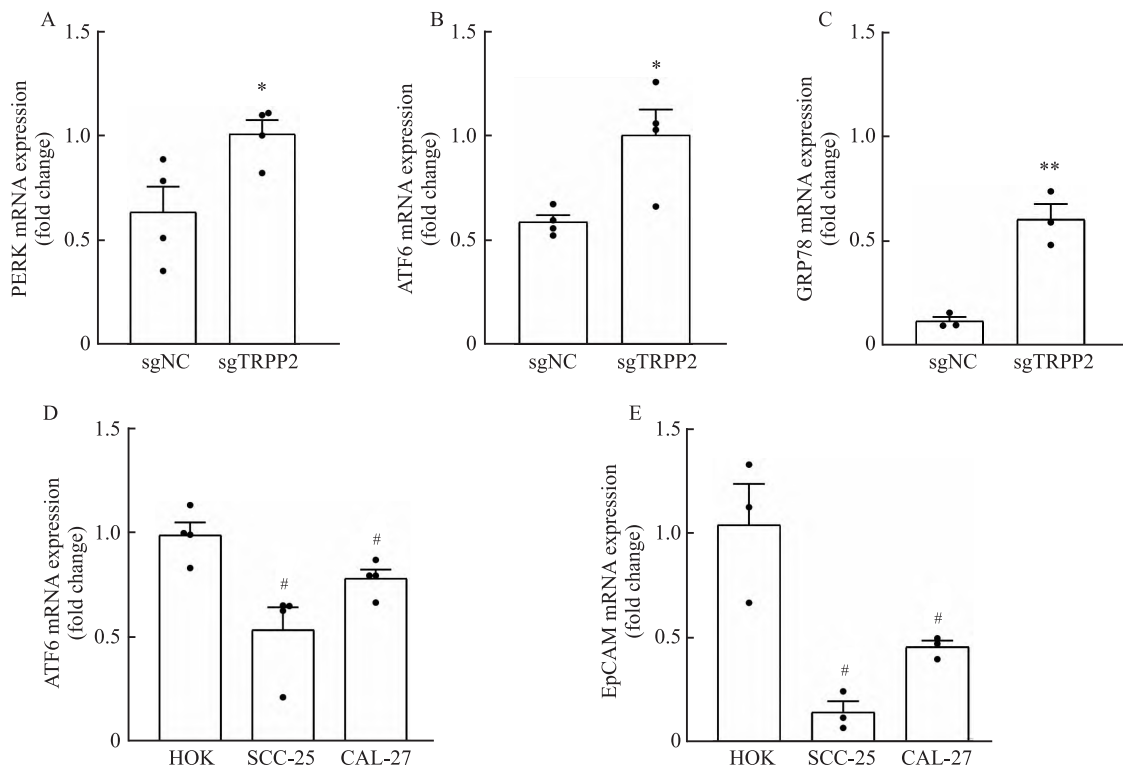 A
PERK mRNA expression
(fold change)
1.5
1.0
0.5
0
*
sgNC
sgTRPP2
B
ATF6 mRNA expression
(fold change)
1.5
1.0
0.5
0
*
sgNC
sgTRPP2
C
GRP78 mRNA expression
(fold change)
1.5
1.0
0.5
0
**
sgNC
sgTRPP2
D
ATF6 mRNA expression
(fold change)
1.5
1.0
0.5
0
#
#
HOK
SCC-25
CAL-27
E
EpCAM mRNA expression
(fold change)
1.5
1.0
0.5
0
#
#
HOK
SCC-25
CAL-27